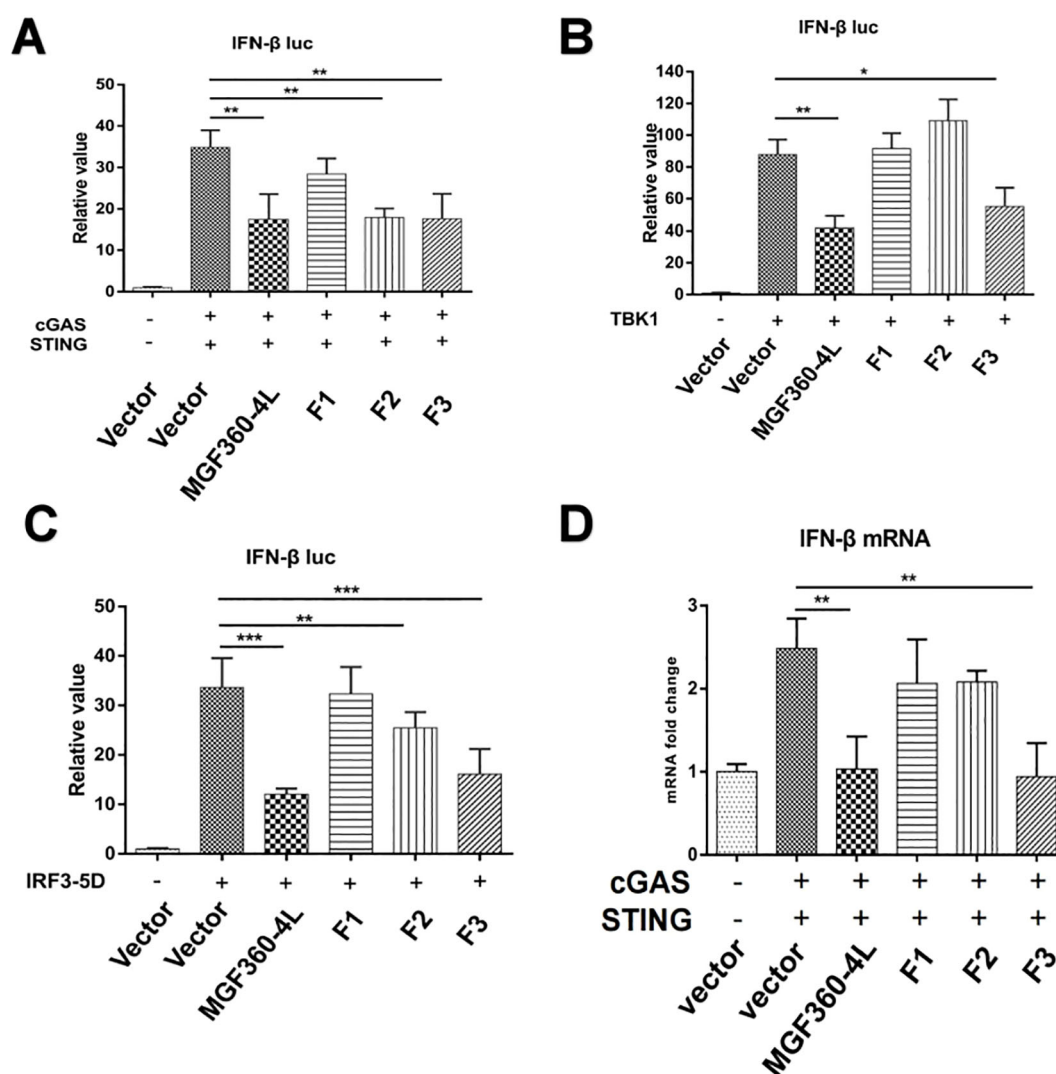 A
IFN-β luc
**
**
**
Relative value
50
40
30
20
10
0
cGAS - + + + + +
STING - + + + + +
Vector Vector MGF360-4L F1 F2 F3
B
IFN-β luc
*
**
Relative value
140
120
100
80
60
40
20
0
TBK1 - + + + + +
Vector Vector MGF360-4L F1 F2 F3
C
IFN-β luc
***
**
***
Relative value
50
40
30
20
10
0
IRF3-5D - + + + + +
Vector Vector MGF360-4L F1 F2 F3
D
IFN-β mRNA
**
**
mRNA fold change
3
2
1
0
cGAS - + + + + +
STING - + + + + +
vector vector MGF360-4L F1 F2 F3